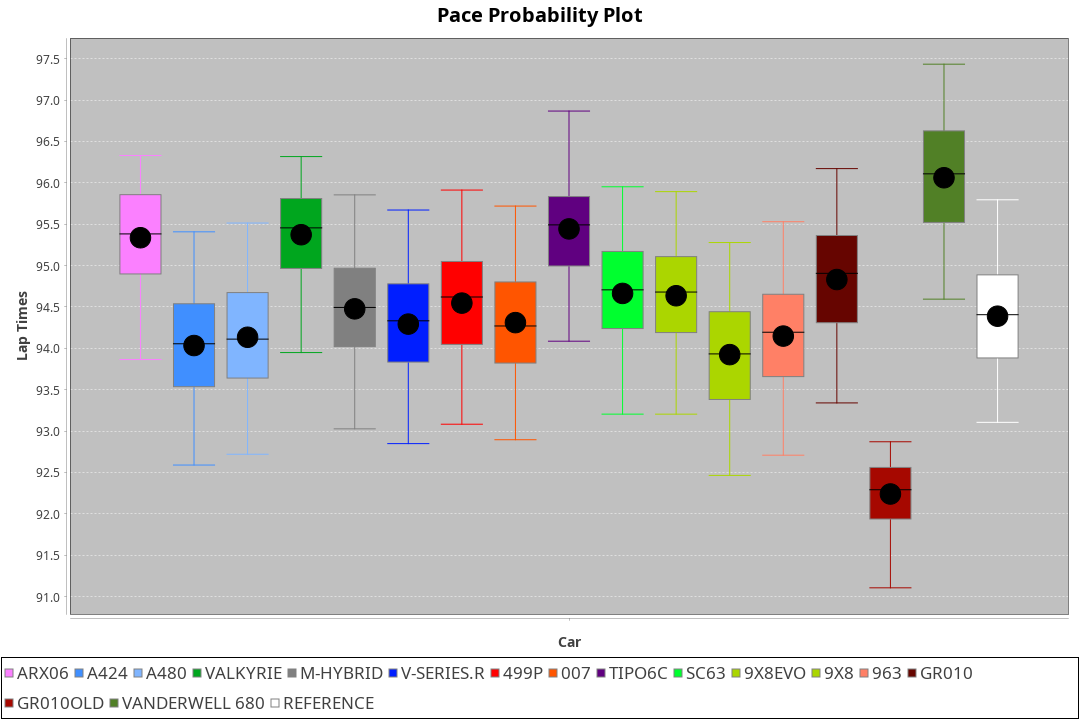 Pace Probability Plot
97.5
97.0
96.5
96.0
95.5
95.0
94.5
94.0
93.5
93.0
92.5
92.0
91.5
91.0
Lap Times
Car
ARX06 A424 A480 VALKYRIE M-HYBRID V-SERIES.R 499P 007 TIPO6C SC63 9X8EVO 9X8 963 GR010
GR010OLD VANDERWELL 680 REFERENCE